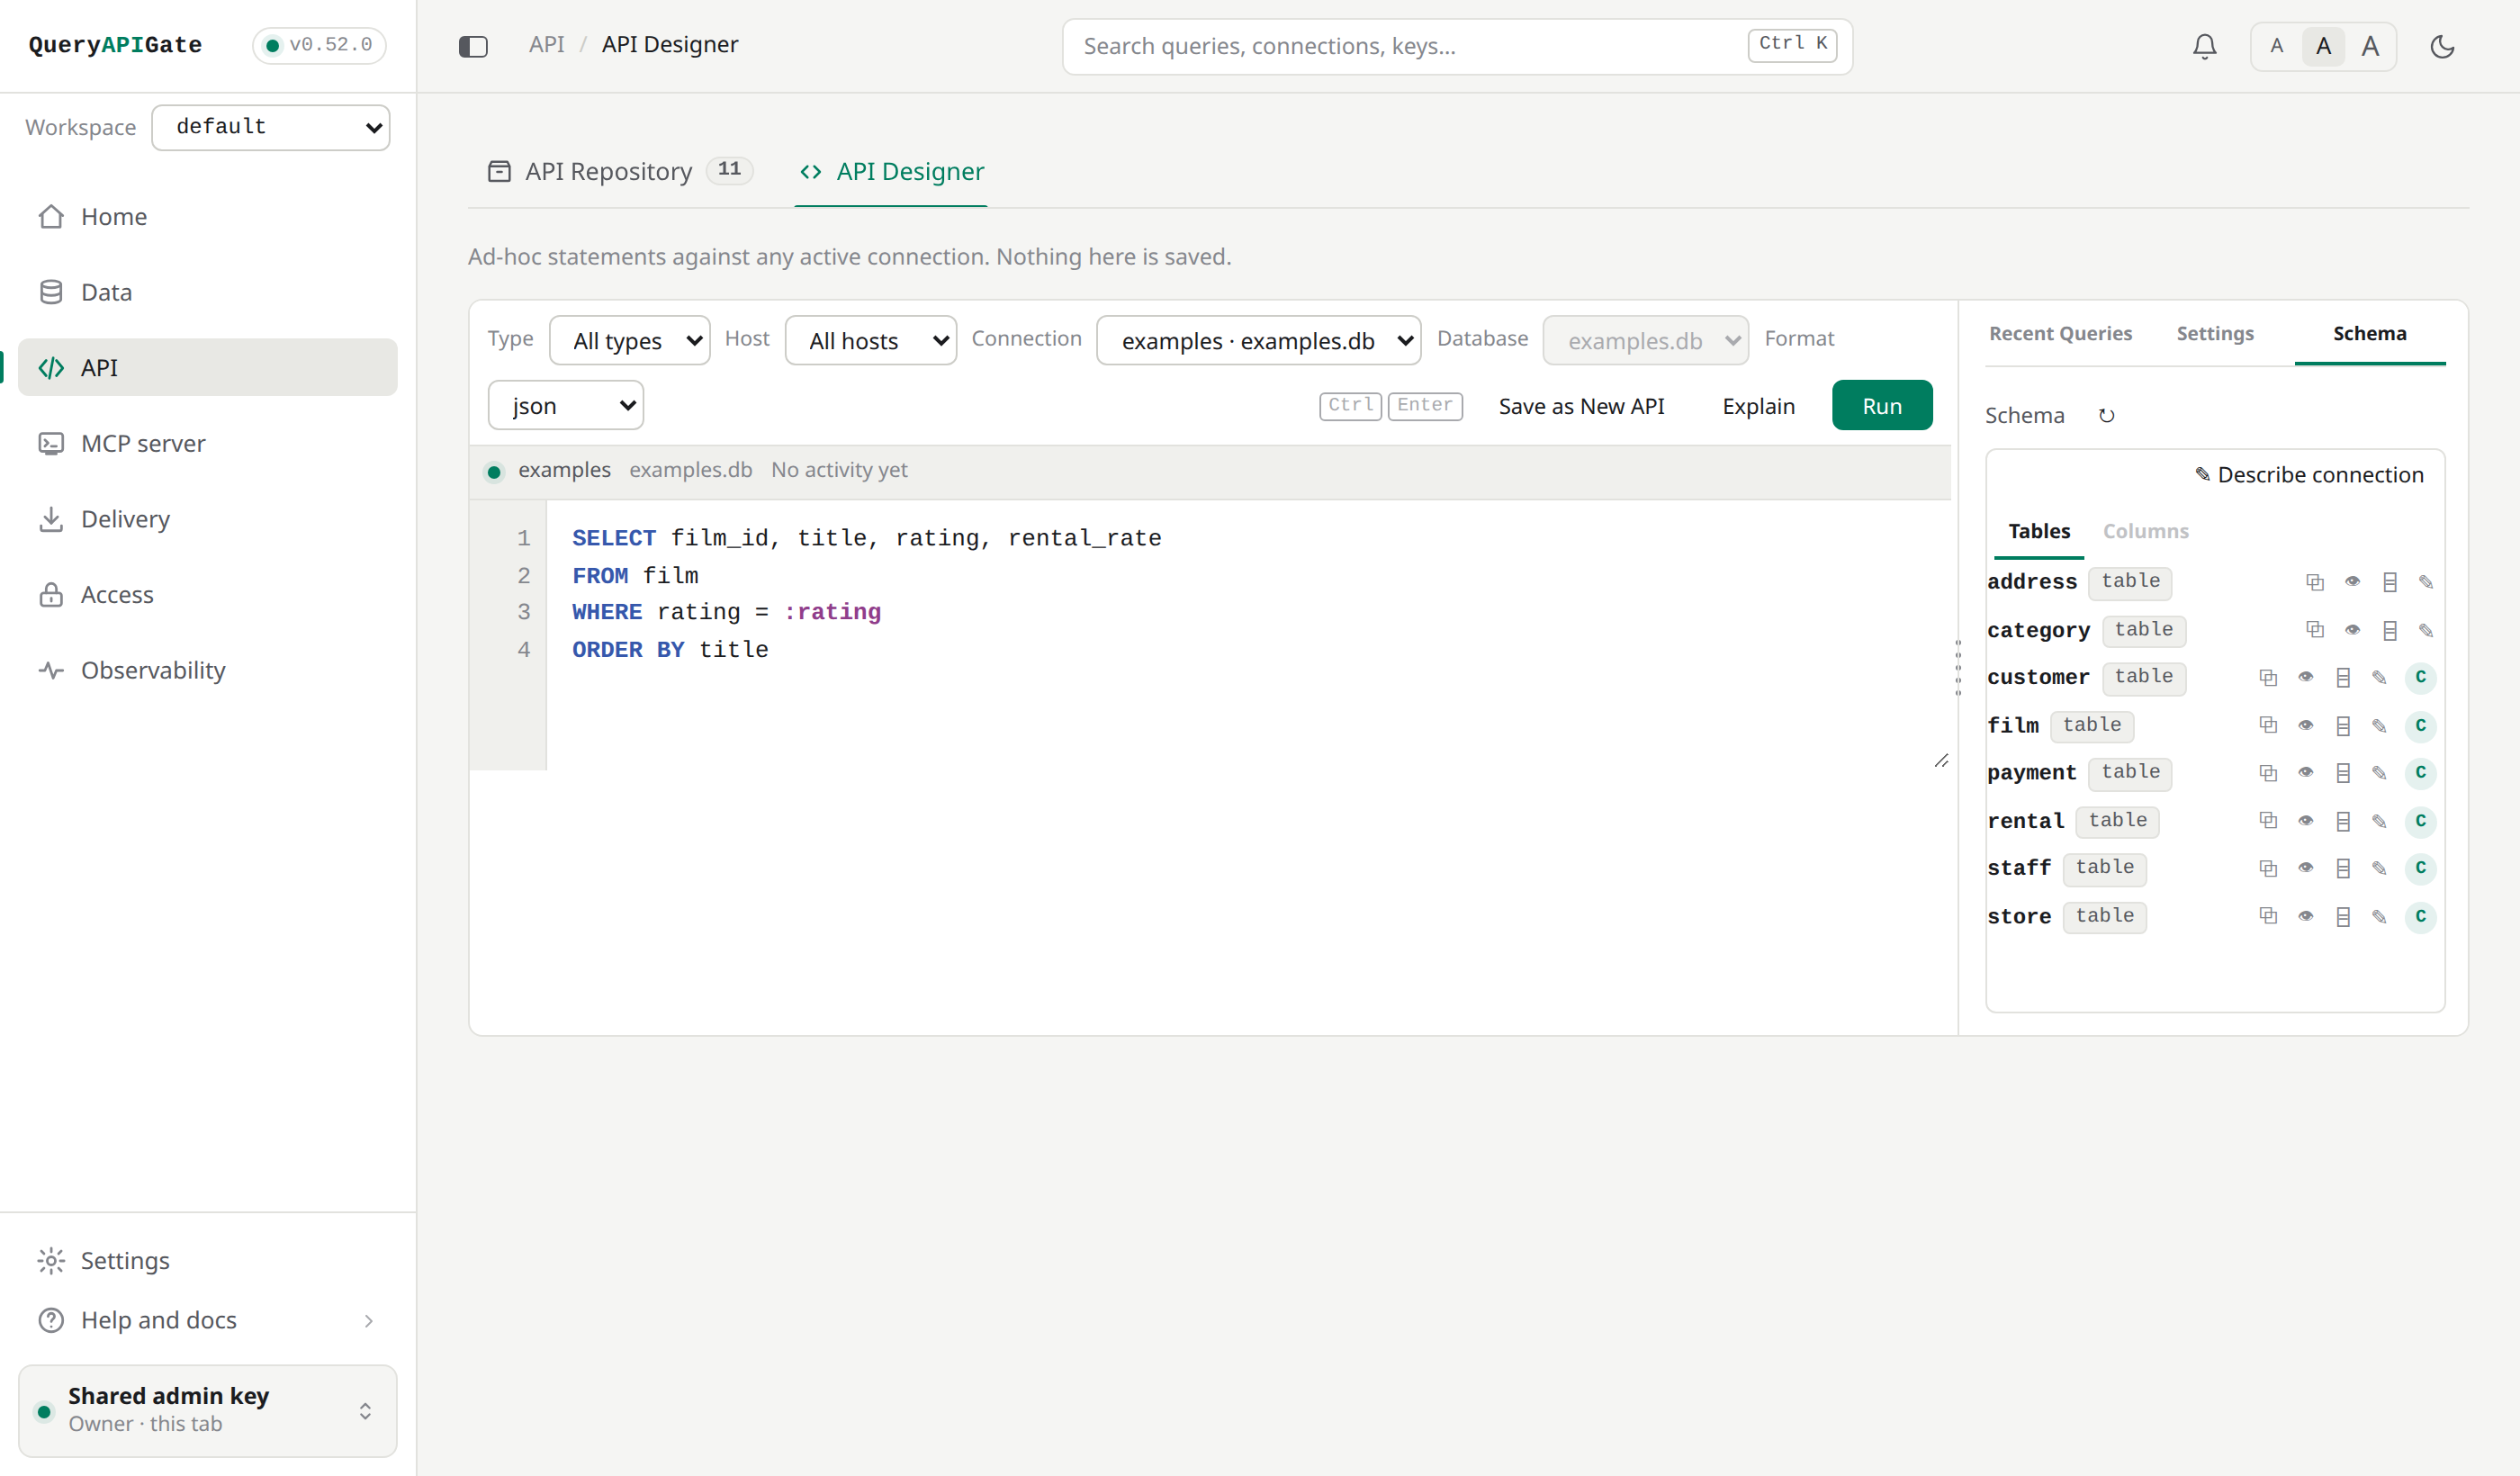 QueryAPIGate
v0.52.0
API / API Designer
Search queries, connections, keys...
Ctrl K
A A A
Workspace
default
Home
Data
API
MCP server
Delivery
Access
Observability
Settings
Help and docs
Shared admin key
Owner · this tab
API Repository 11
API Designer
Ad-hoc statements against any active connection. Nothing here is saved.
Type All types Host All hosts Connection examples · examples.db Database examples.db Format
json
Ctrl Enter Save as New API Explain Run
examples examples.db No activity yet
1 SELECT film_id, title, rating, rental_rate
2 FROM film
3 WHERE rating = :rating
4 ORDER BY title
Recent Queries Settings Schema
Schema ↻
✎ Describe connection
Tables Columns
address table
category table
customer table C
film table C
payment table C
rental table C
staff table C
store table C